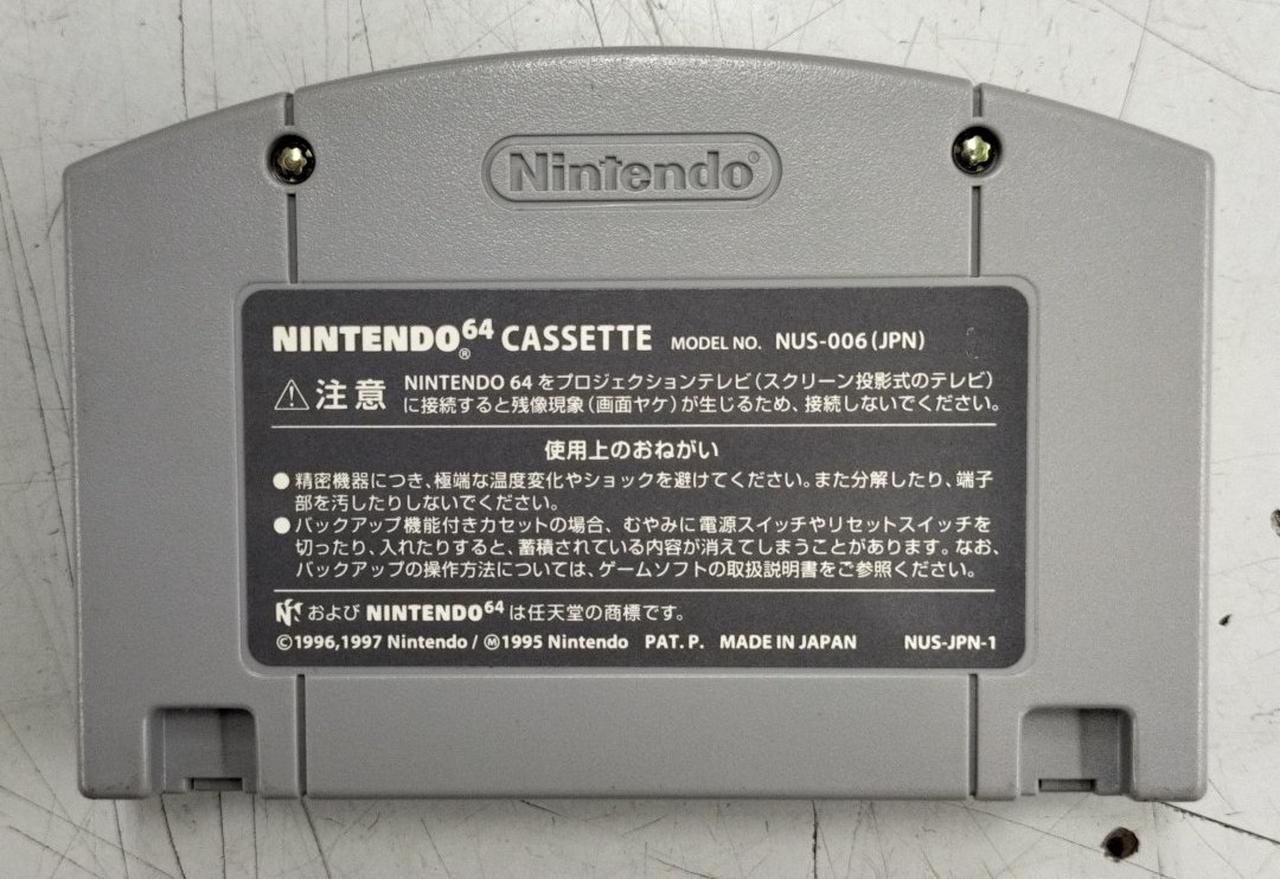 Nintendo®
NINTENDO64® CASSETTE MODEL NO. NUS-006(JPN)
⚠注意 NINTENDO 64 をプロジェクションテレビ(スクリーン投影式のテレビ)
に接続すると残像現象(画面ヤケ)が生じるため、接続しないでください。
使用上のおねがい
●精密機器につき、極端な温度変化やショックを避けてください。また分解したり、端子
部を汚したりしないでください。
●バックアップ機能付きカセットの場合、むやみに電源スイッチやリセットスイッチを
切ったり、入れたりすると、蓄積されている内容が消えてしまうことがあります。なお、
バックアップの操作方法については、ゲームソフトの取扱説明書をご参照ください。
および NINTENDO64 は任天堂の商標です。
©1996,1997 Nintendo / Ⓜ1995 Nintendo PAT. P. MADE IN JAPAN NUS-JPN-1